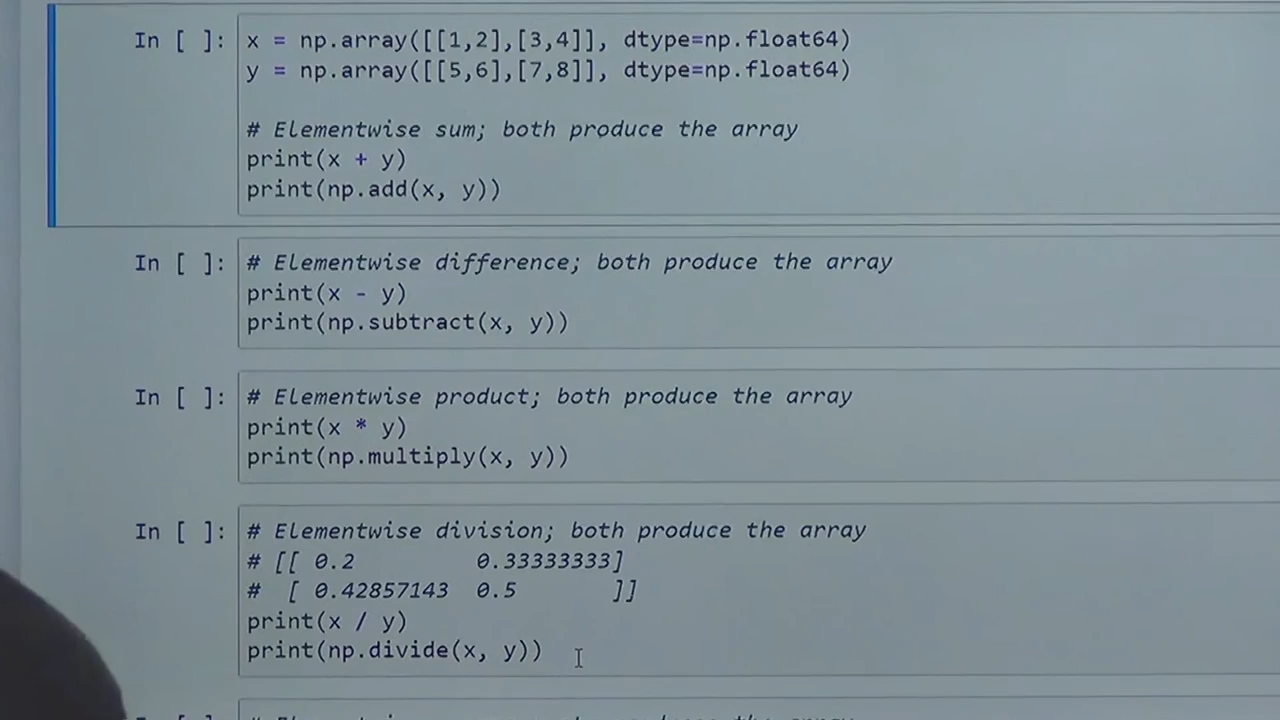 In [ ]: x = np.array([[1,2],[3,4]], dtype=np.float64)
y = np.array([[5,6],[7,8]], dtype=np.float64)
# Elementwise sum; both produce the array
print(x + y)
print(np.add(x, y))
In [ ]: # Elementwise difference; both produce the array
print(x - y)
print(np.subtract(x, y))
In [ ]: # Elementwise product; both produce the array
print(x * y)
print(np.multiply(x, y))
In [ ]: # Elementwise division; both produce the array
# [[ 0.2         0.33333333]
#  [ 0.42857143  0.5       ]]
print(x / y)
print(np.divide(x, y))